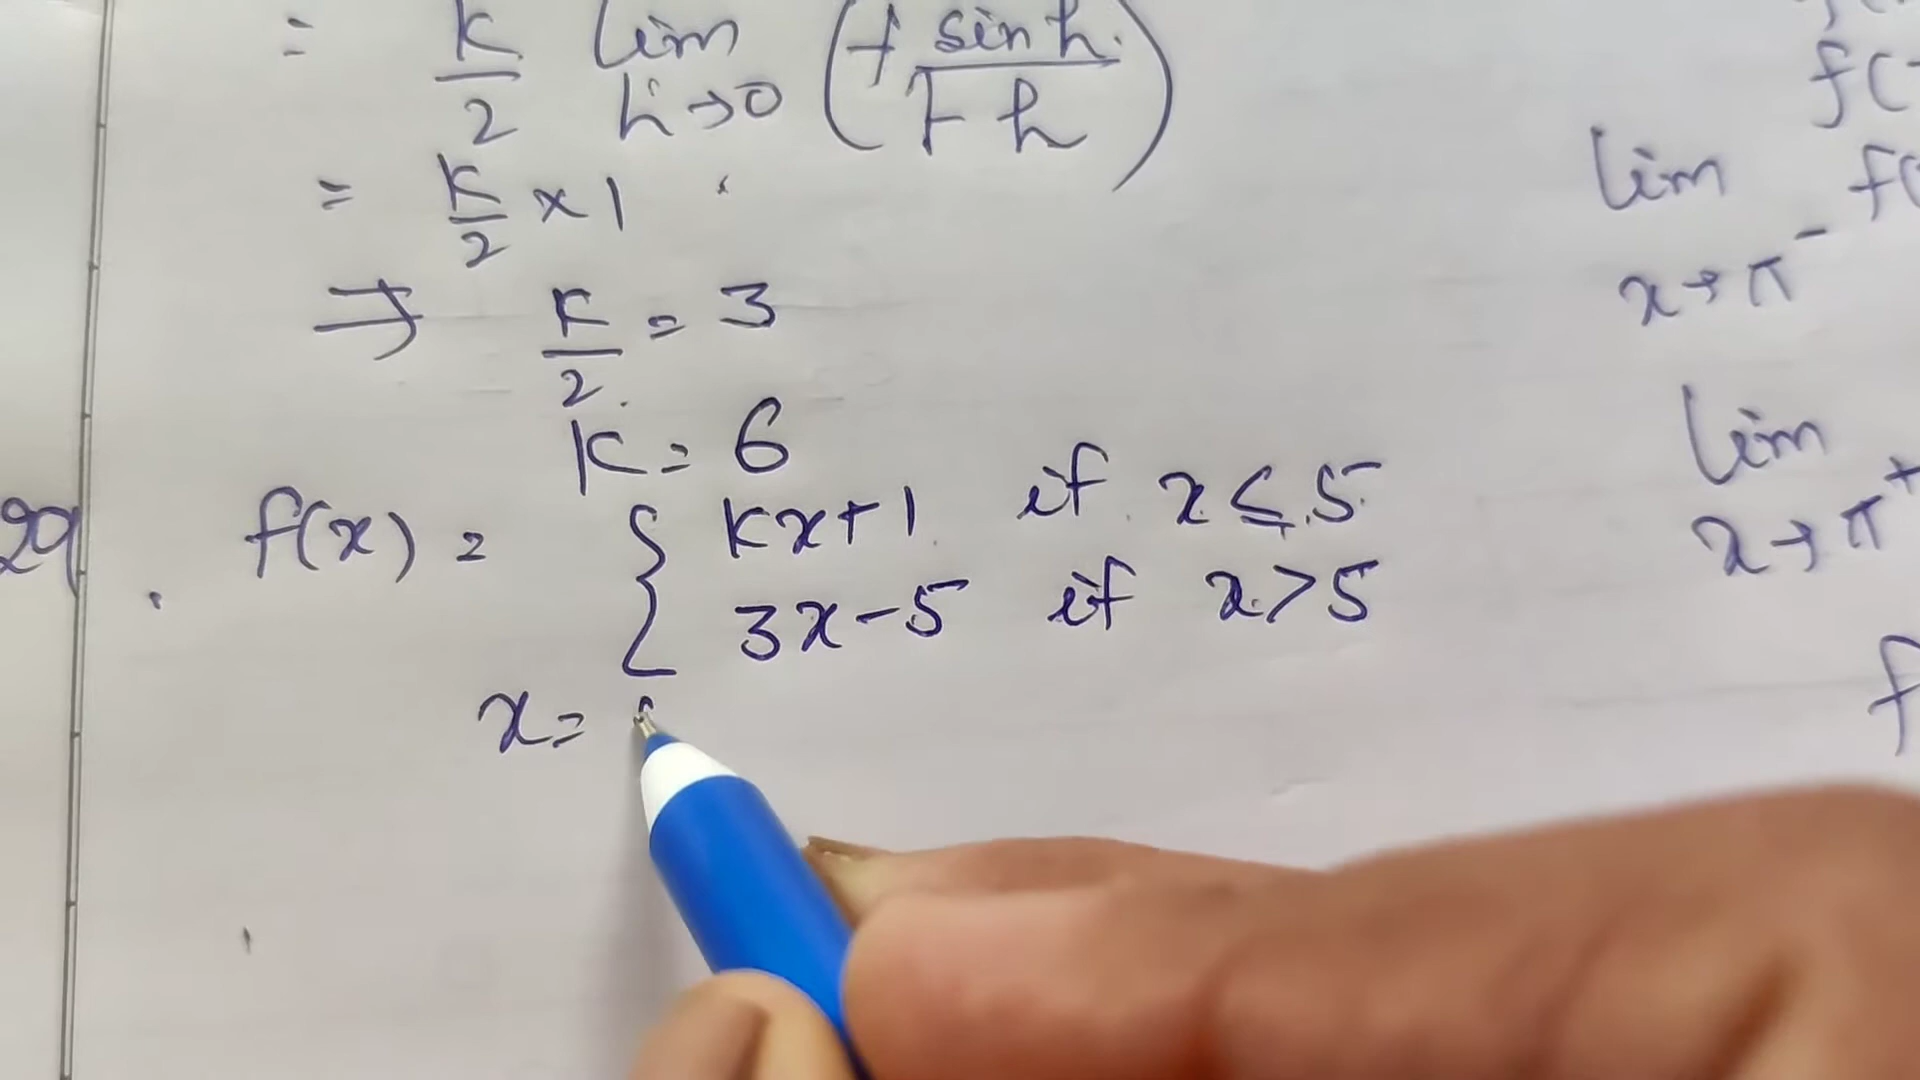 = K/2 lim h→0 (+ sin h / + h)
= K/2 × 1
⇒ K/2 = 3
K = 6
29. f(x) = { Kx+1 if x ≤ 5
3x-5 if x > 5
x =
f(
lim x→π⁻ f(
lim x→π⁺
f